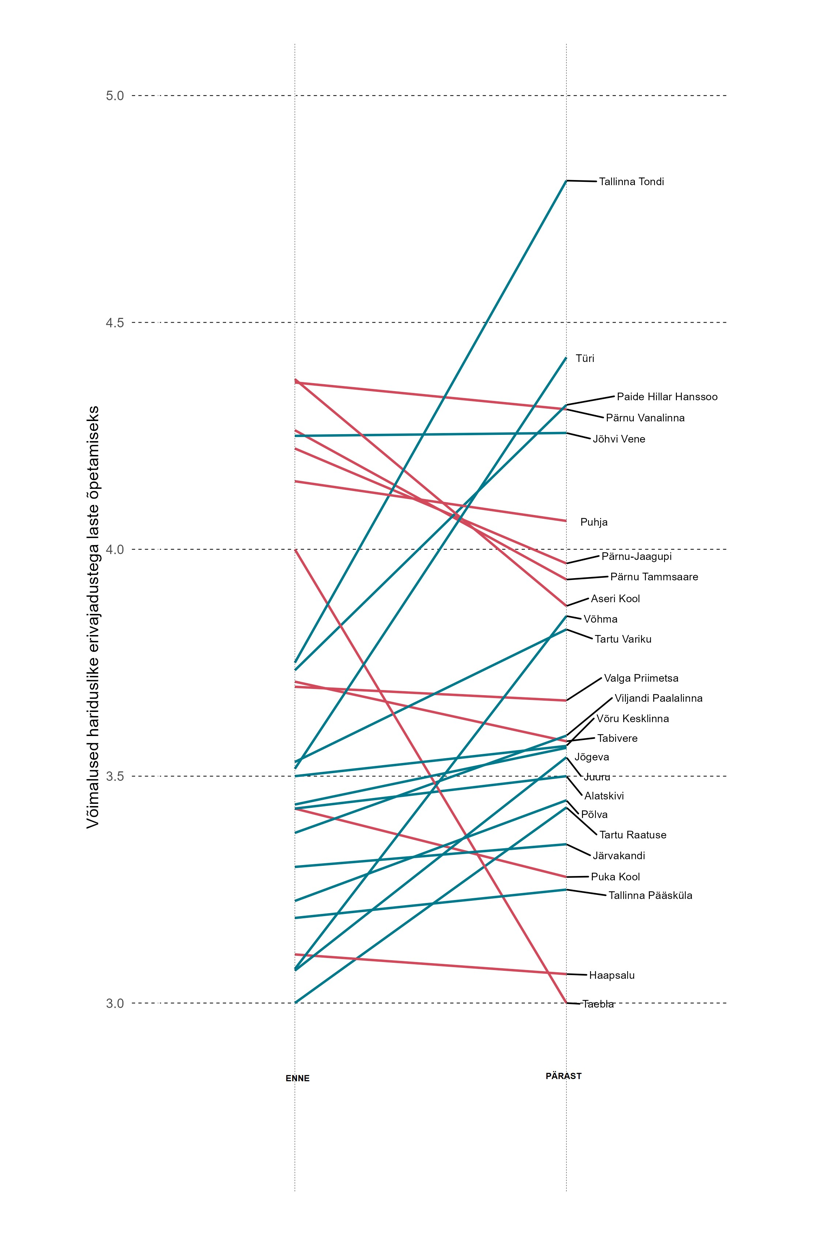 5.0
Tallinna Tondi
4.5
Türi
Paide Hillar Hanssoo
Pärnu Vanalinna
Jõhvi Vene
Puhja
4.0
Pärnu-Jaagupi
Pärnu Tammsaare
Aseri Kool
Võhma
Tartu Variku
Valga Priimetsa
Viljandi Paalalinna
Võru Kesklinna
Tabivere
Jõgeva
3.5
Juuru
Alatskivi
Põlva
Tartu Raatuse
Järvakandi
Puka Kool
Tallinna Pääsküla
Haapsalu
3.0
Taebla
Võimalused hariduslike erivajadustega laste õpetamiseks
ENNE
PÄRAST